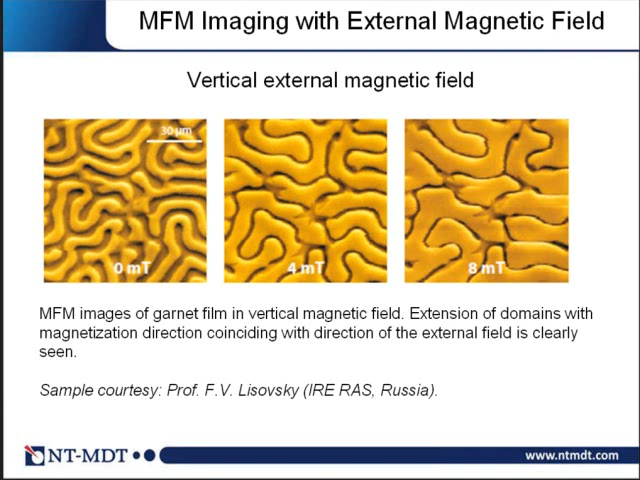 MFM Imaging with External Magnetic Field
Vertical external magnetic field
30 µm
0 mT
4 mT
8 mT
MFM images of garnet film in vertical magnetic field. Extension of domains with
magnetization direction coinciding with direction of the external field is clearly
seen.
Sample courtesy: Prof. F.V. Lisovsky (IRE RAS, Russia).
NT-MDT
www.ntmdt.com